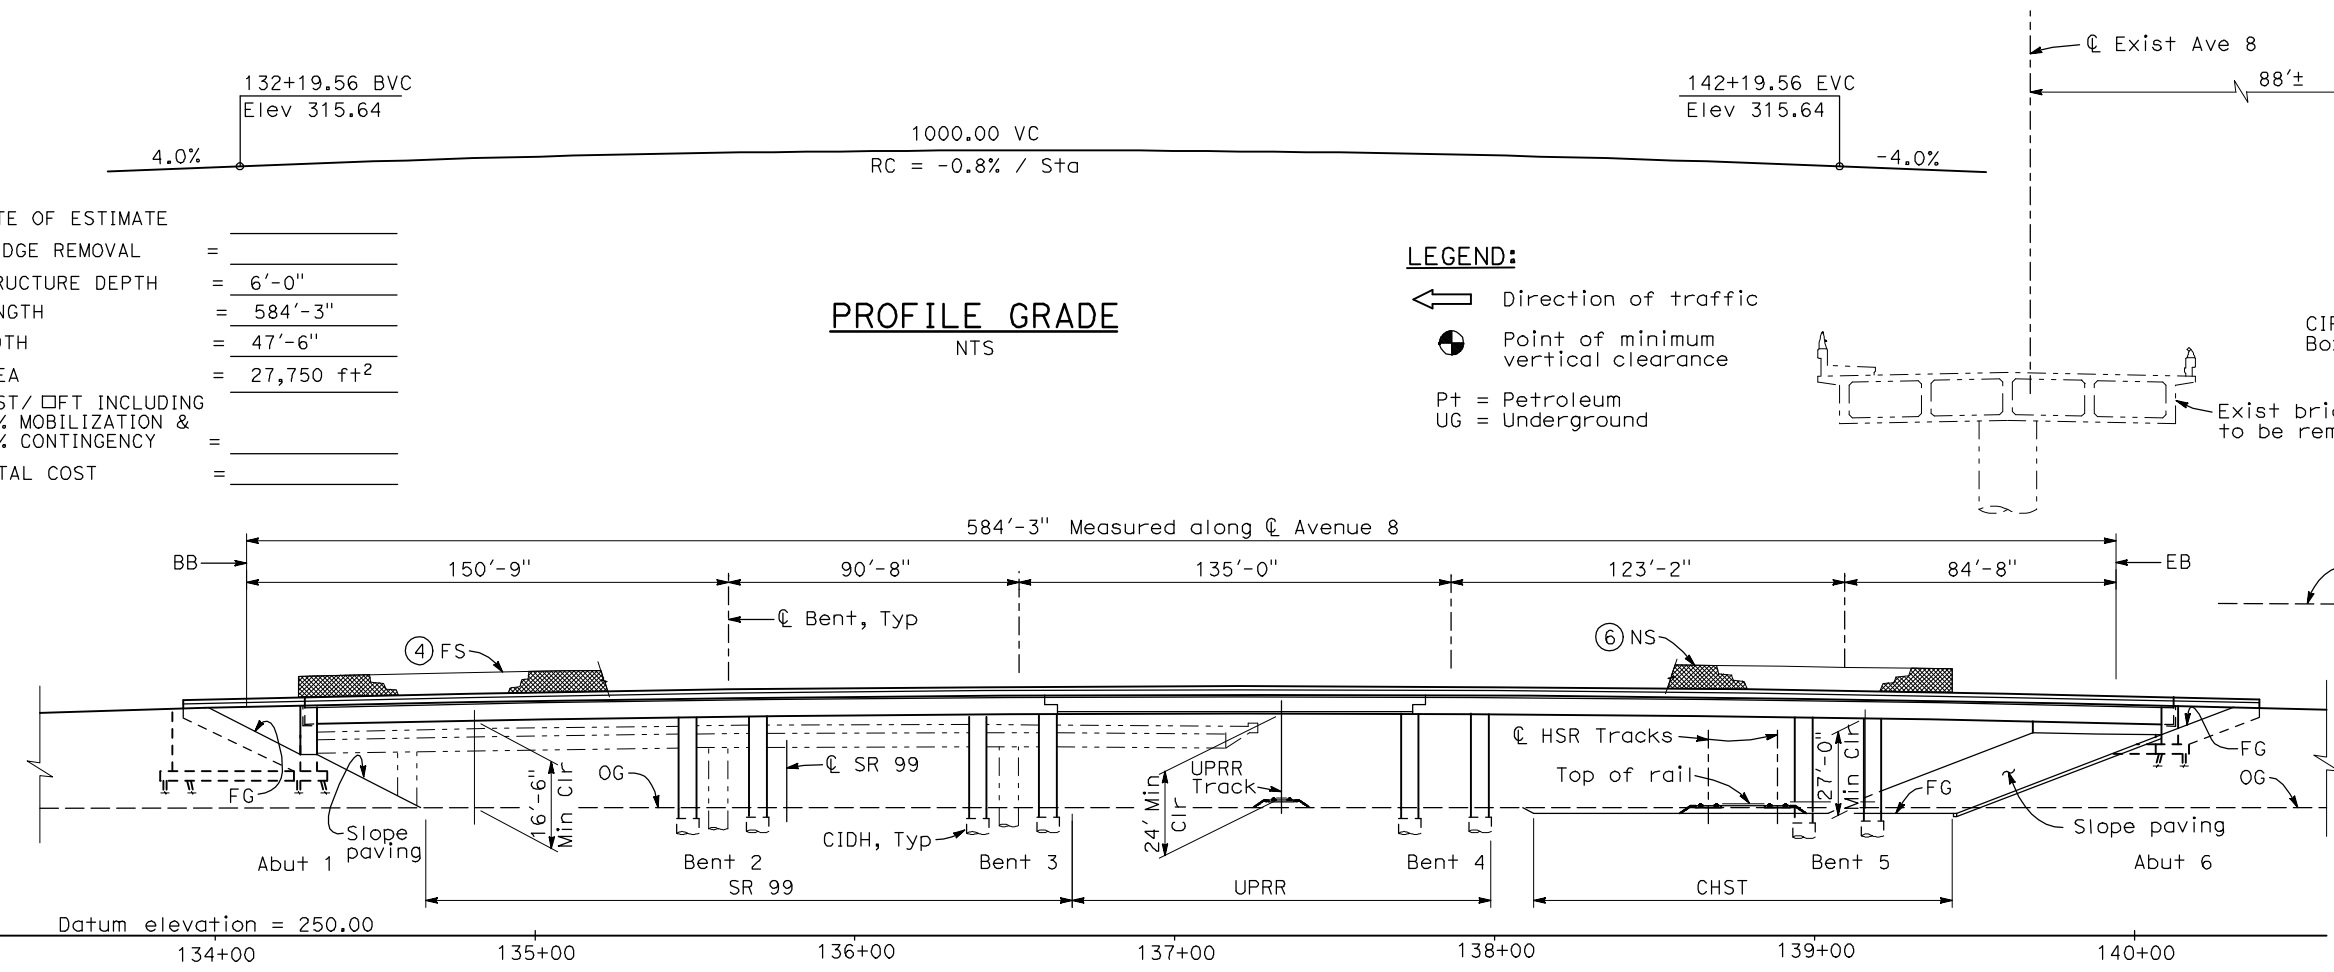 ℄ Exist Ave 8
88'±
132+19.56 BVC
Elev 315.64
142+19.56 EVC
Elev 315.64
1000.00 VC
4.0%
-4.0%
RC = -0.8% / Sta
TE OF ESTIMATE
IDGE REMOVAL =
RUCTURE DEPTH = 6'-0"
NGTH = 584'-3"
DTH = 47'-6"
EA = 27,750 ft²
ST/ □FT INCLUDING
% MOBILIZATION &
% CONTINGENCY =
TAL COST =
PROFILE GRADE
NTS
LEGEND:
Direction of traffic
Point of minimum
vertical clearance
Pt = Petroleum
UG = Underground
CIP
Box
Exist bri
to be rem
584'-3" Measured along ℄ Avenue 8
BB
EB
150'-9"
90'-8"
135'-0"
123'-2"
84'-8"
℄ Bent, Typ
4 FS
6 NS
℄ HSR Tracks
Top of rail
℄ SR 99
OG
UPRR
Track
16'-6"
Min Clr
24' Min
Clr
27'-0"
Min Clr
FG
FG
FG
OG
Slope
paving
CIDH, Typ
Slope paving
Abut 1
Bent 2
Bent 3
Bent 4
Bent 5
Abut 6
SR 99
UPRR
CHST
Datum elevation = 250.00
134+00
135+00
136+00
137+00
138+00
139+00
140+00